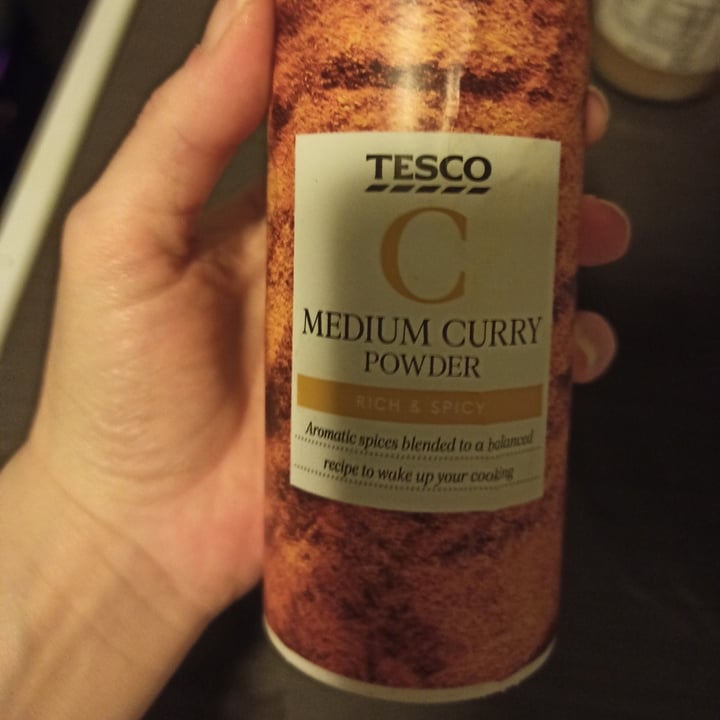 TESCO
C
MEDIUM CURRY
POWDER
RICH & SPICY
Aromatic spices blended to a balanced
recipe to wake up your cooking